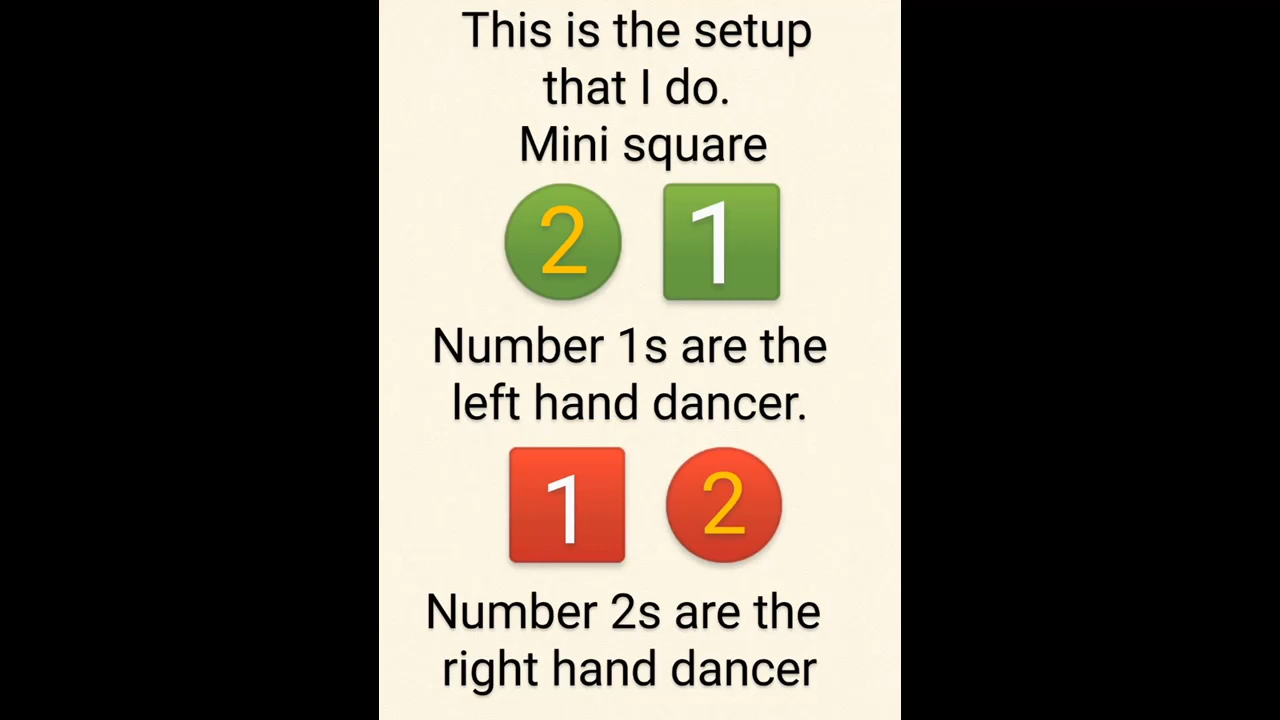 This is the setup
that I do.
Mini square
2 1
Number 1s are the
left hand dancer.
1 2
Number 2s are the
right hand dancer